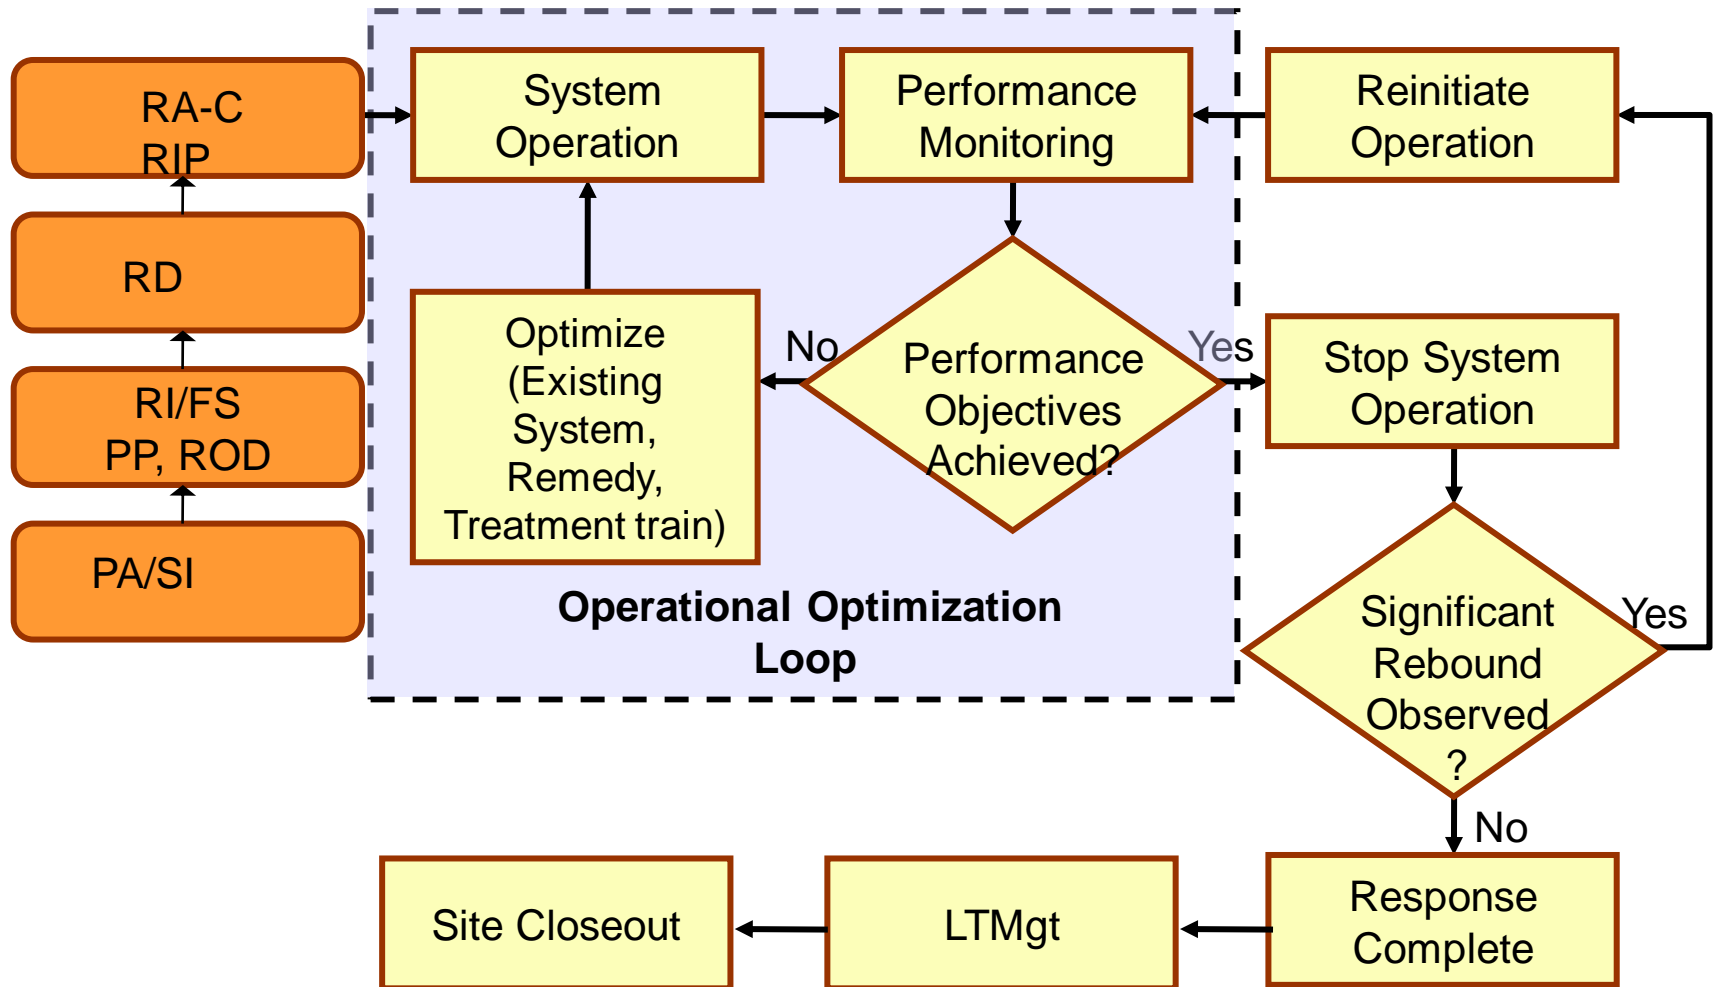 RA-C
RIP
RD
RI/FS
PP, ROD
PA/SI
System
Operation
Performance
Monitoring
Reinitiate
Operation
Optimize
(Existing
System,
Remedy,
Treatment train)
No
Performance
Objectives
Achieved?
Yes
Stop System
Operation
Operational Optimization
Loop
Significant
Rebound
Observed
?
Yes
No
Response
Complete
LTMgt
Site Closeout